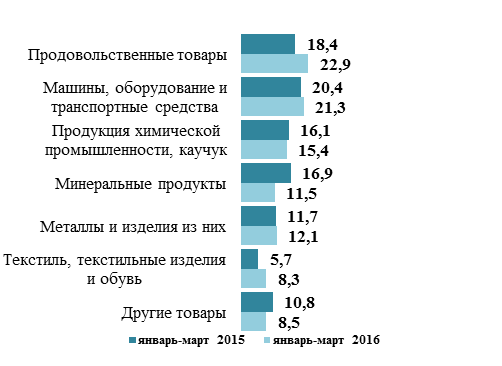 Продовольственные товары
18,4
22,9
Машины, оборудование и
транспортные средства
20,4
21,3
Продукция химической
промышленности, каучук
16,1
15,4
Минеральные продукты
16,9
11,5
Металлы и изделия из них
11,7
12,1
Текстиль, текстильные изделия
и обувь
5,7
8,3
Другие товары
10,8
8,5
январь-март 2015 январь-март 2016